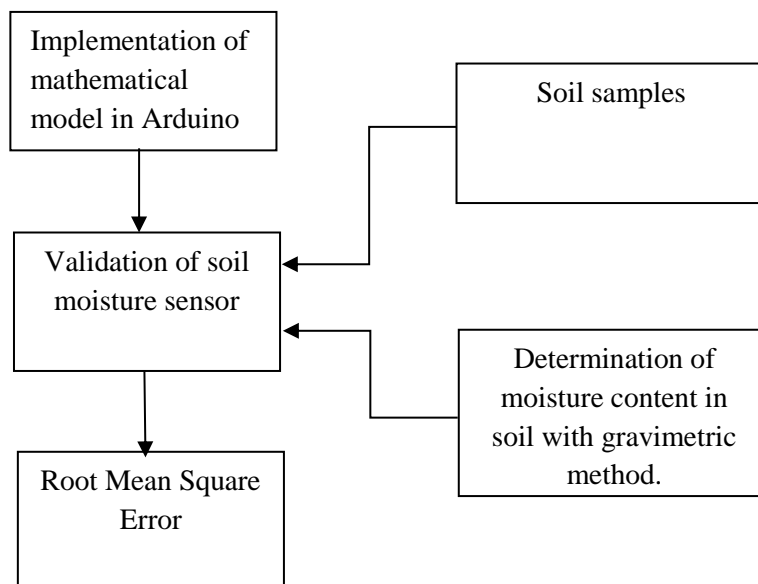 Implementation of
mathematical
model in Arduino
Soil samples
Validation of soil
moisture sensor
Determination of
moisture content in
soil with gravimetric
method.
Root Mean Square
Error